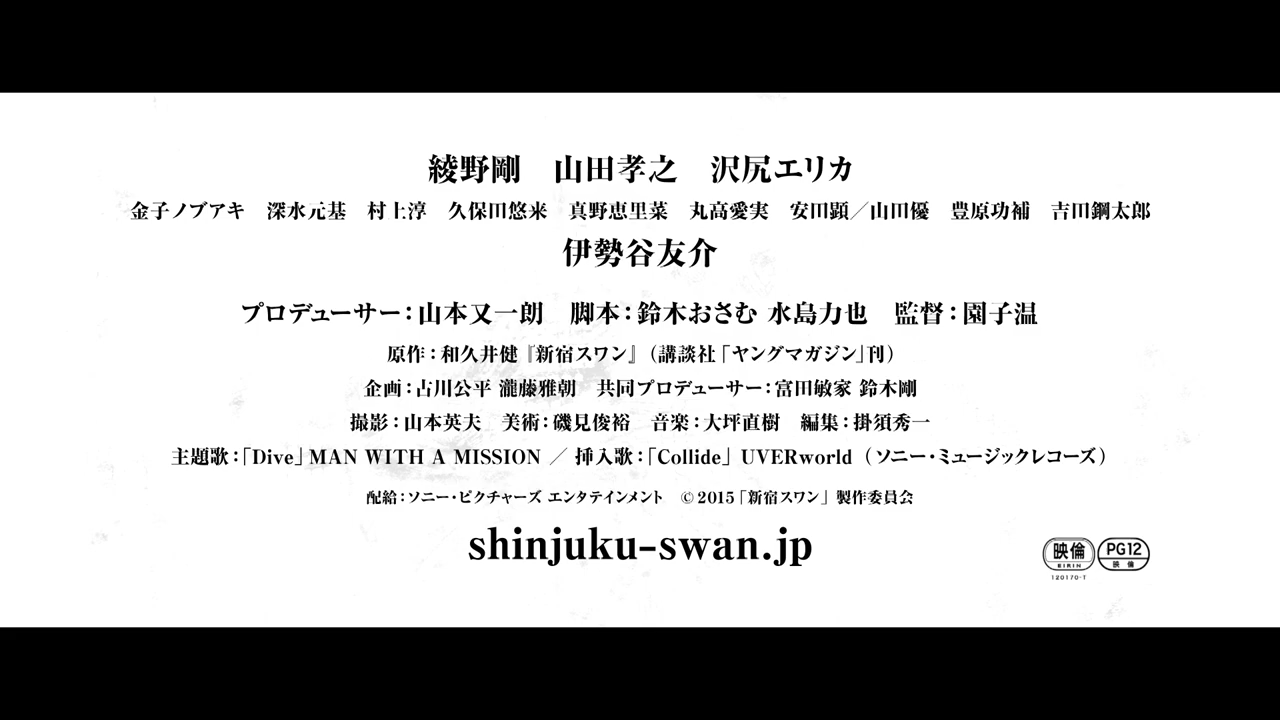 綾野剛　山田孝之　沢尻エリカ
金子ノブアキ　深水元基　村上淳　久保田悠来　真野恵里菜　丸高愛実　安田顕／山田優　豊原功補　吉田鋼太郎
伊勢谷友介
プロデューサー：山本又一朗　脚本：鈴木おさむ 水島力也　監督：園子温
原作：和久井健『新宿スワン』（講談社「ヤングマガジン」刊）
企画：古川公平 瀧藤雅朝　共同プロデューサー：富田敏家 鈴木剛
撮影：山本英夫　美術：磯見俊裕　音楽：大坪直樹　編集：掛須秀一
主題歌：「Dive」MAN WITH A MISSION ／ 挿入歌：「Collide」UVERworld（ソニー・ミュージックレコーズ）
配給：ソニー・ピクチャーズ エンタテインメント　©2015「新宿スワン」製作委員会
shinjuku-swan.jp
映倫 EIRIN 120170-T
PG12 映倫